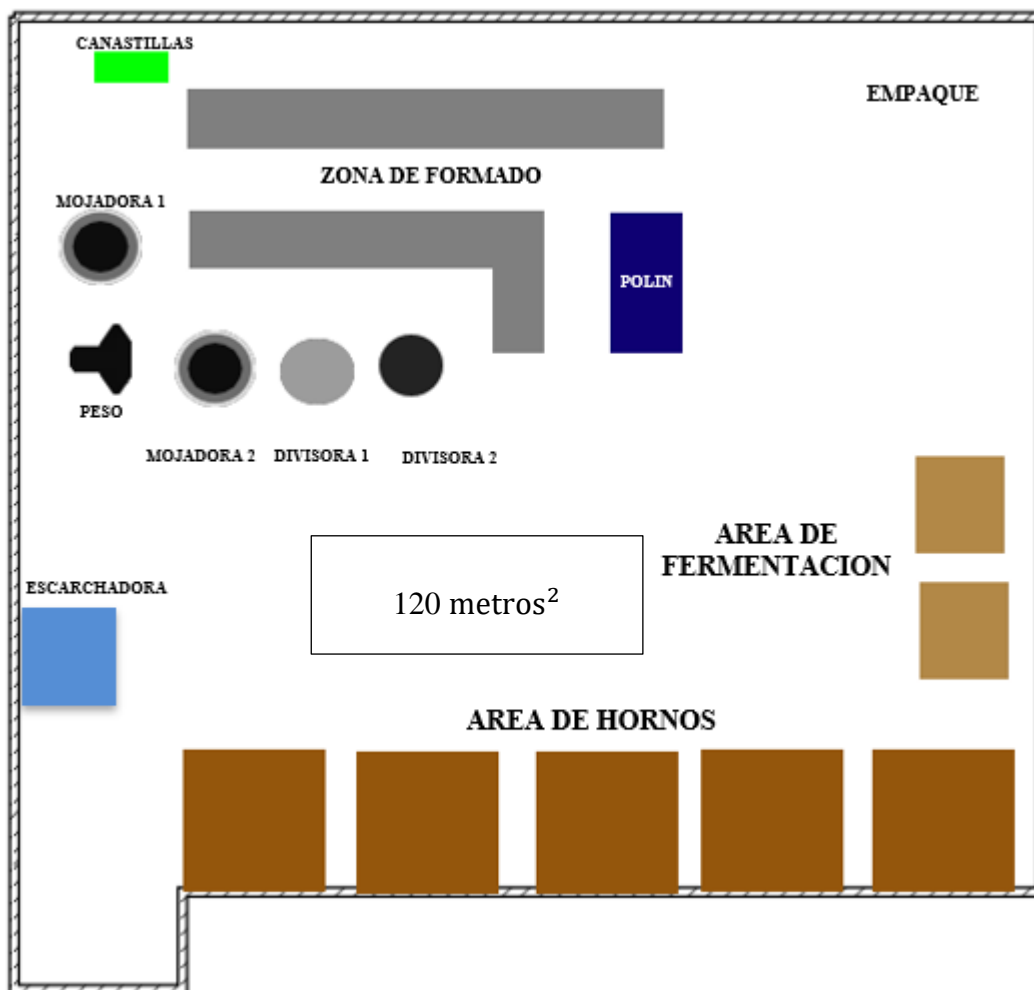 CANASTILLAS
EMPAQUE
ZONA DE FORMADO
MOJADORA 1
POLIN
PESO
MOJADORA 2
DIVISORA 1
DIVISORA 2
AREA DE
FERMENTACION
120 metros²
ESCARCHADORA
AREA DE HORNOS